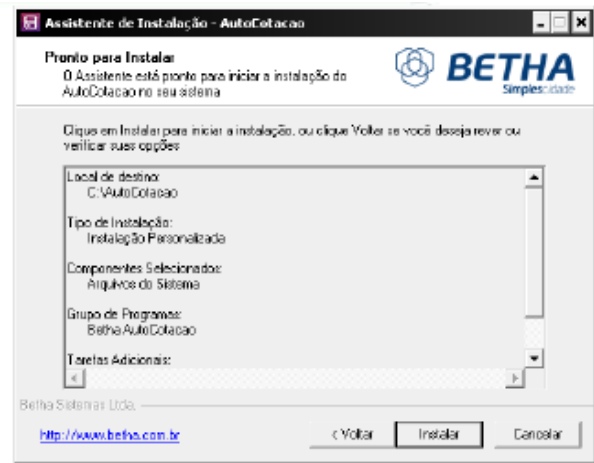 Assistente de Instalação - AutoCotacao
Pronto para Instalar
O Assistente está pronto para iniciar a instalação do
AutoCotacao no seu sistema
BETHA
Simplescidade
Clique em Instalar para iniciar a instalação, ou clique Voltar se você deseja rever ou
verificar suas opções
Local de destino:
C:\AutoCotacao
Tipo de Instalação:
Instalação Personalizada
Componentes Selecionados:
Arquivos do Sistema
Grupo de Programas:
Betha AutoCotacao
Tarefas Adicionais:
Betha Sistemas Ltda.
http://www.betha.com.br
< Voltar
Instalar
Cancelar